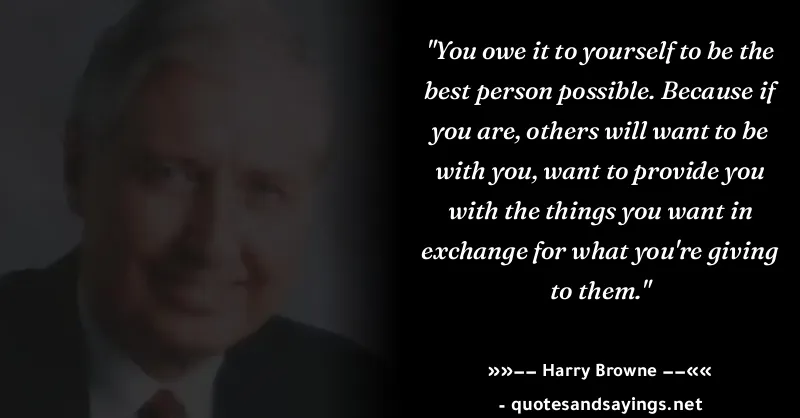 "You owe it to yourself to be the
best person possible. Because if
you are, others will want to be
with you, want to provide you
with the things you want in
exchange for what you're giving
to them."
»»−− Harry Browne −−««
- quotesandsayings.net